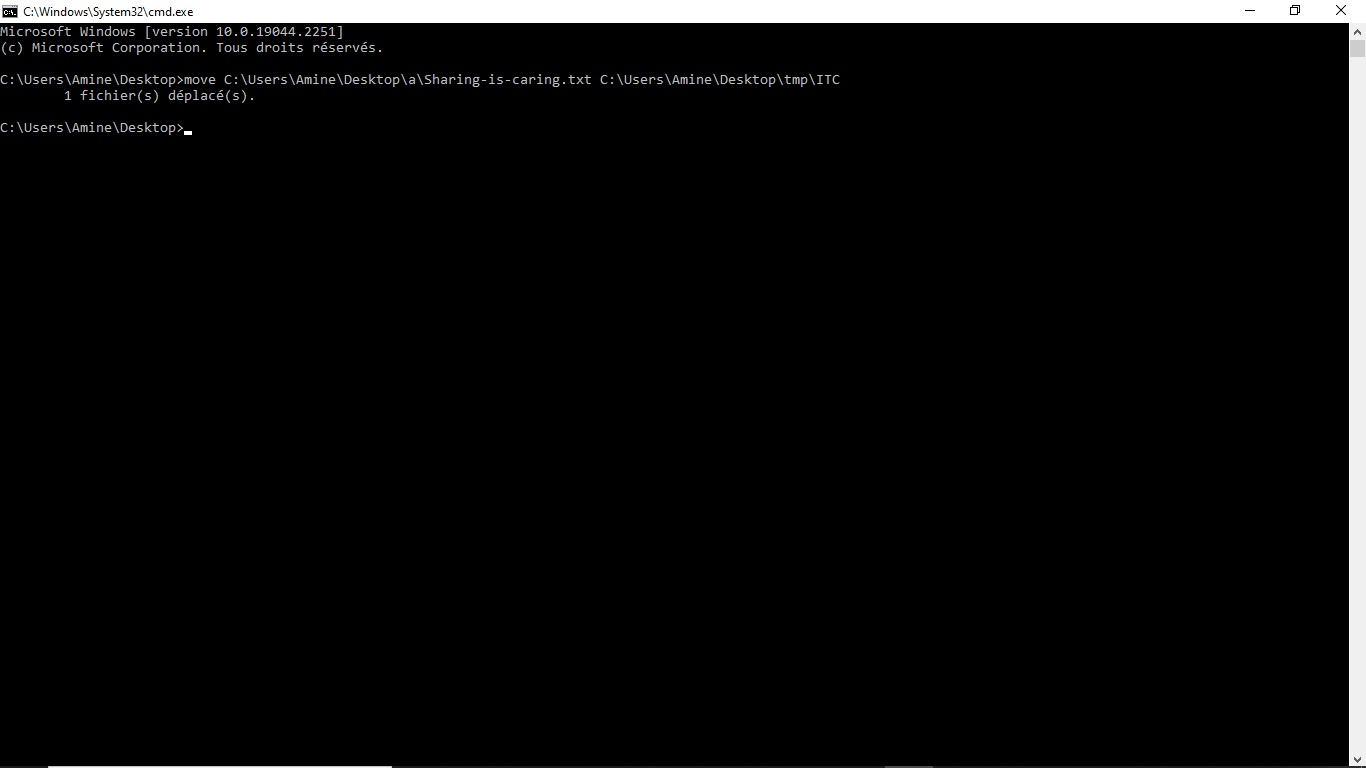 C:\Windows\System32\cmd.exe
Microsoft Windows [version 10.0.19044.2251]
(c) Microsoft Corporation. Tous droits réservés.
C:\Users\Amine\Desktop>move C:\Users\Amine\Desktop\a\Sharing-is-caring.txt C:\Users\Amine\Desktop\tmp\ITC
        1 fichier(s) déplacé(s).
C:\Users\Amine\Desktop>